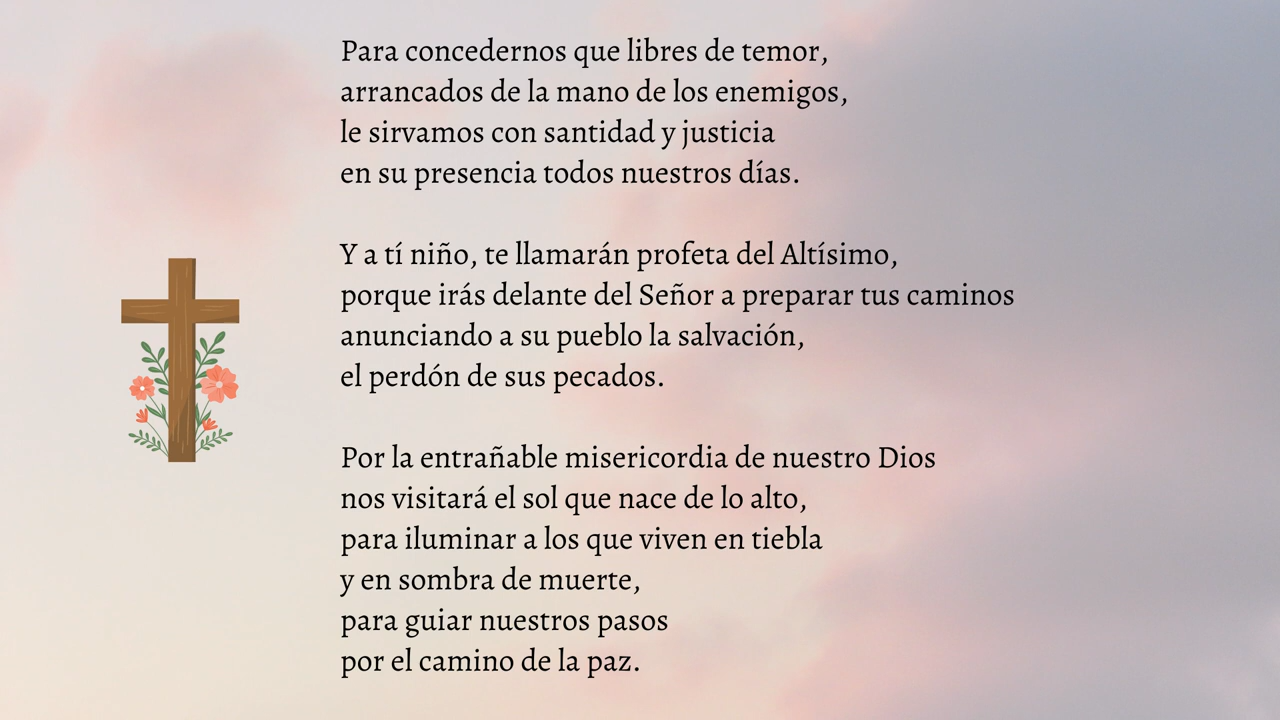 Para concedernos que libres de temor,
arrancados de la mano de los enemigos,
le sirvamos con santidad y justicia
en su presencia todos nuestros días.
Y a tí niño, te llamarán profeta del Altísimo,
porque irás delante del Señor a preparar tus caminos
anunciando a su pueblo la salvación,
el perdón de sus pecados.
Por la entrañable misericordia de nuestro Dios
nos visitará el sol que nace de lo alto,
para iluminar a los que viven en tiebla
y en sombra de muerte,
para guiar nuestros pasos
por el camino de la paz.